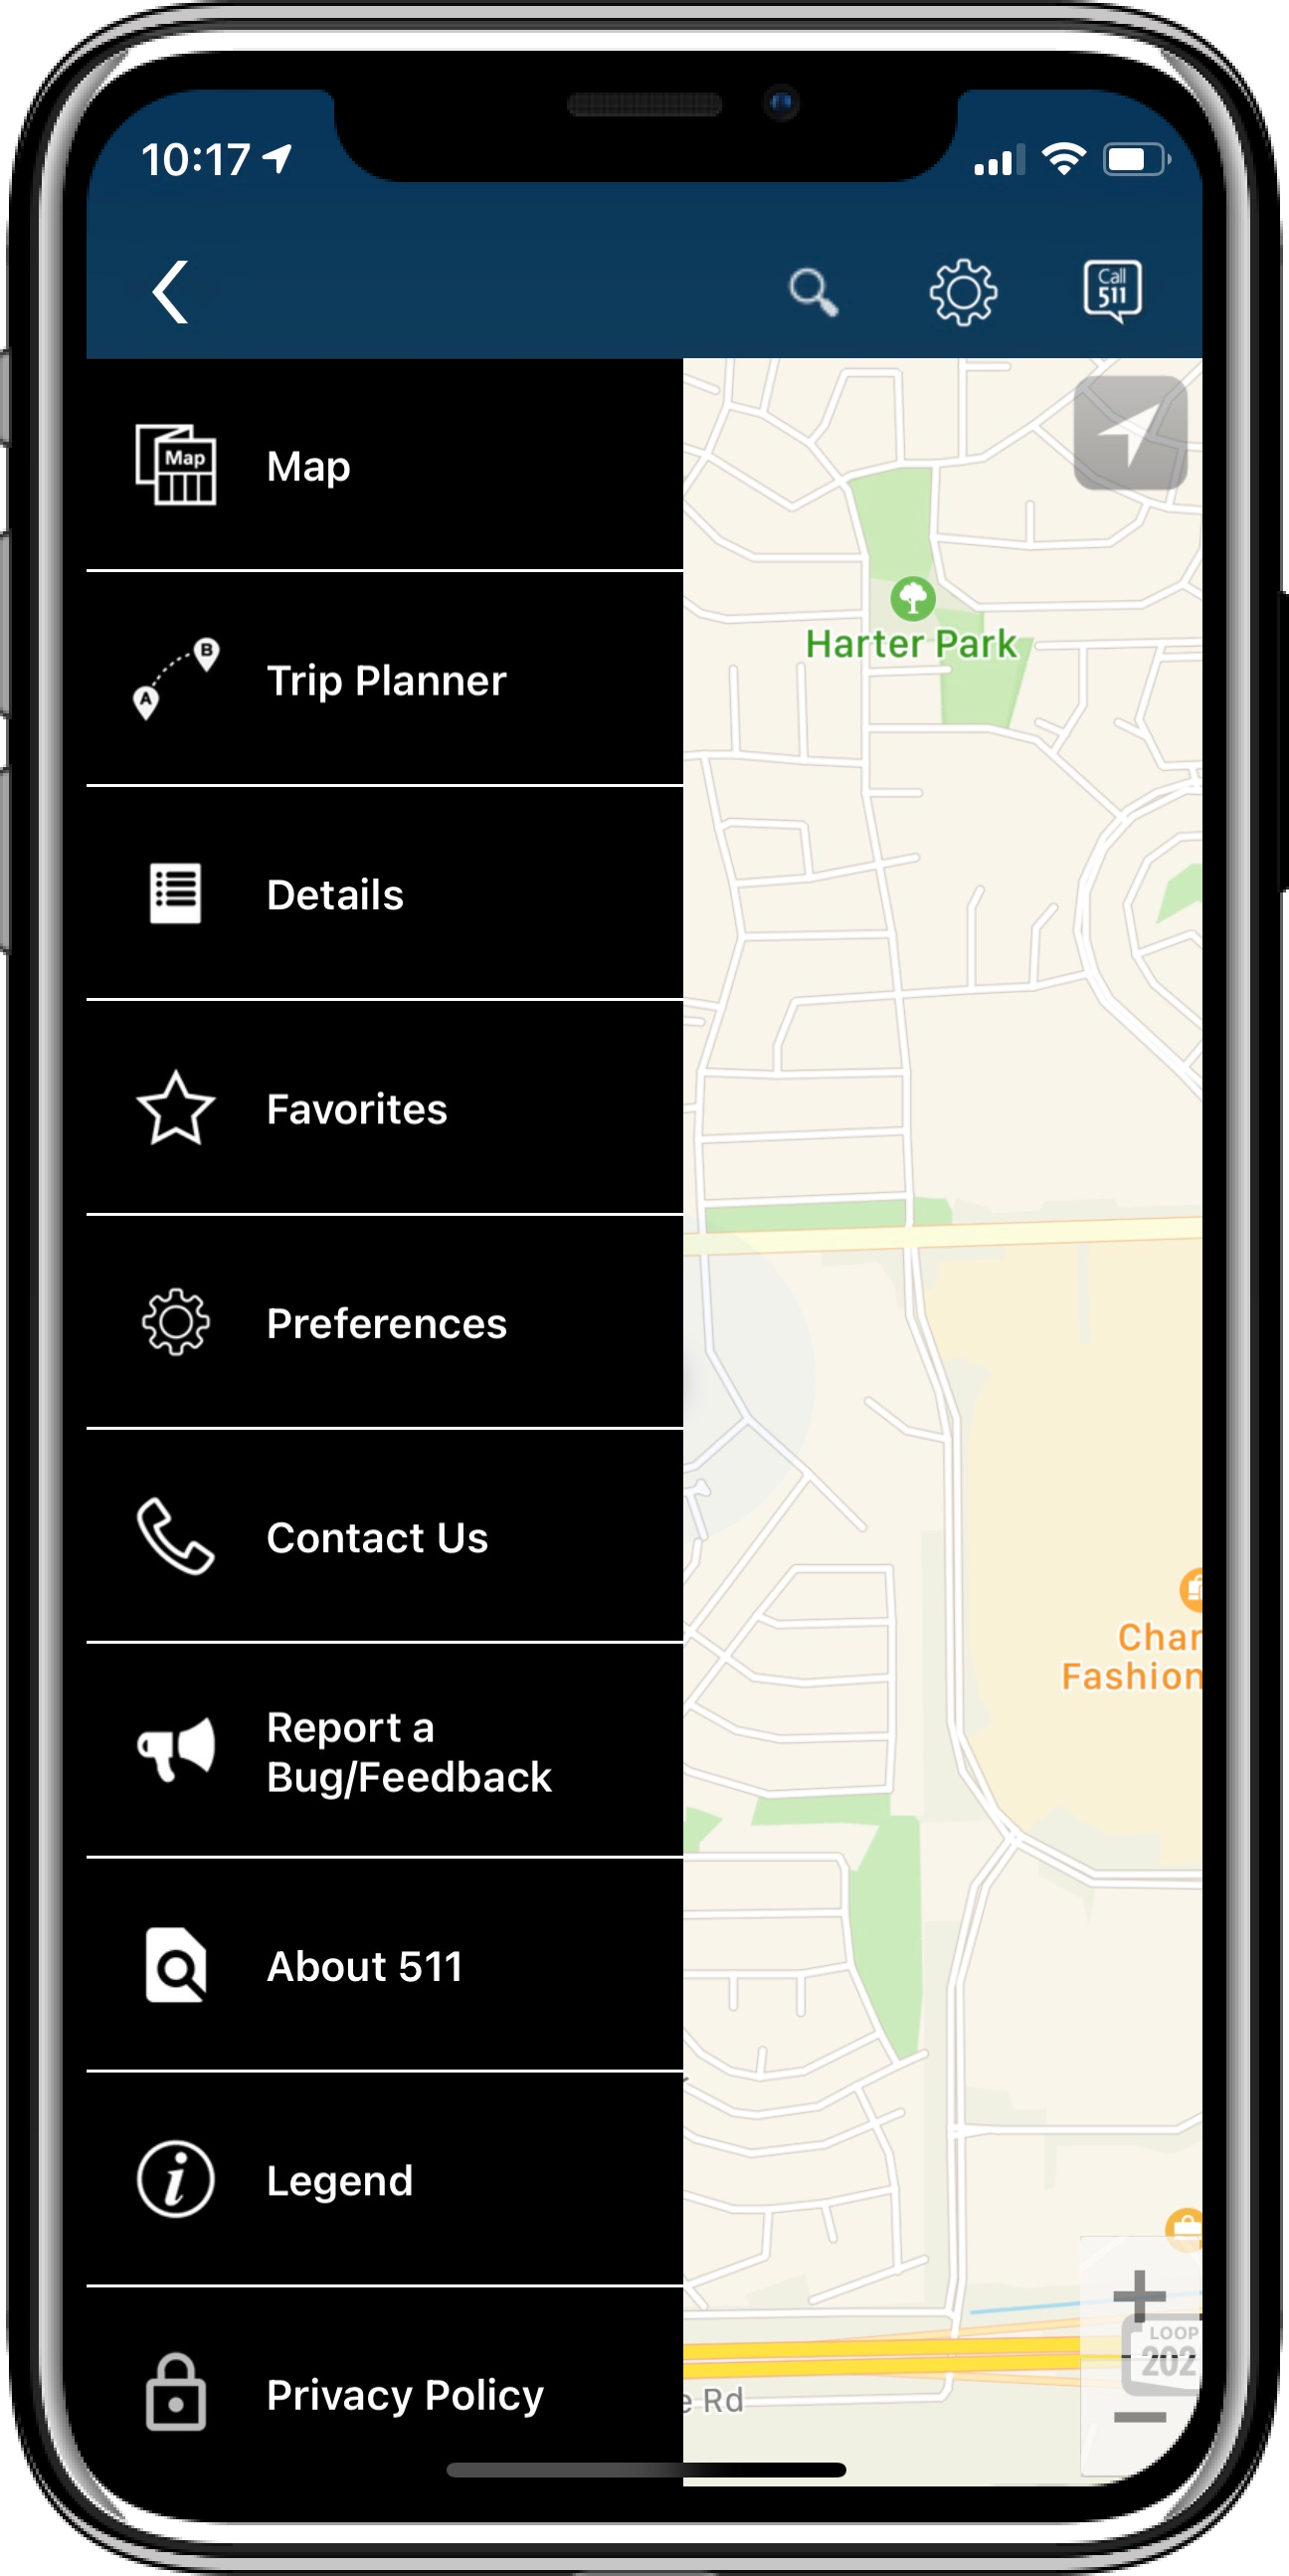 10:17
Call
511
Map
Map
Harter Park
B
A
Trip Planner
Details
Favorites
Preferences
Contact Us
Char
Fashion
Report a
Bug/Feedback
About 511
Legend
LOOP
202
Privacy Policy
e Rd